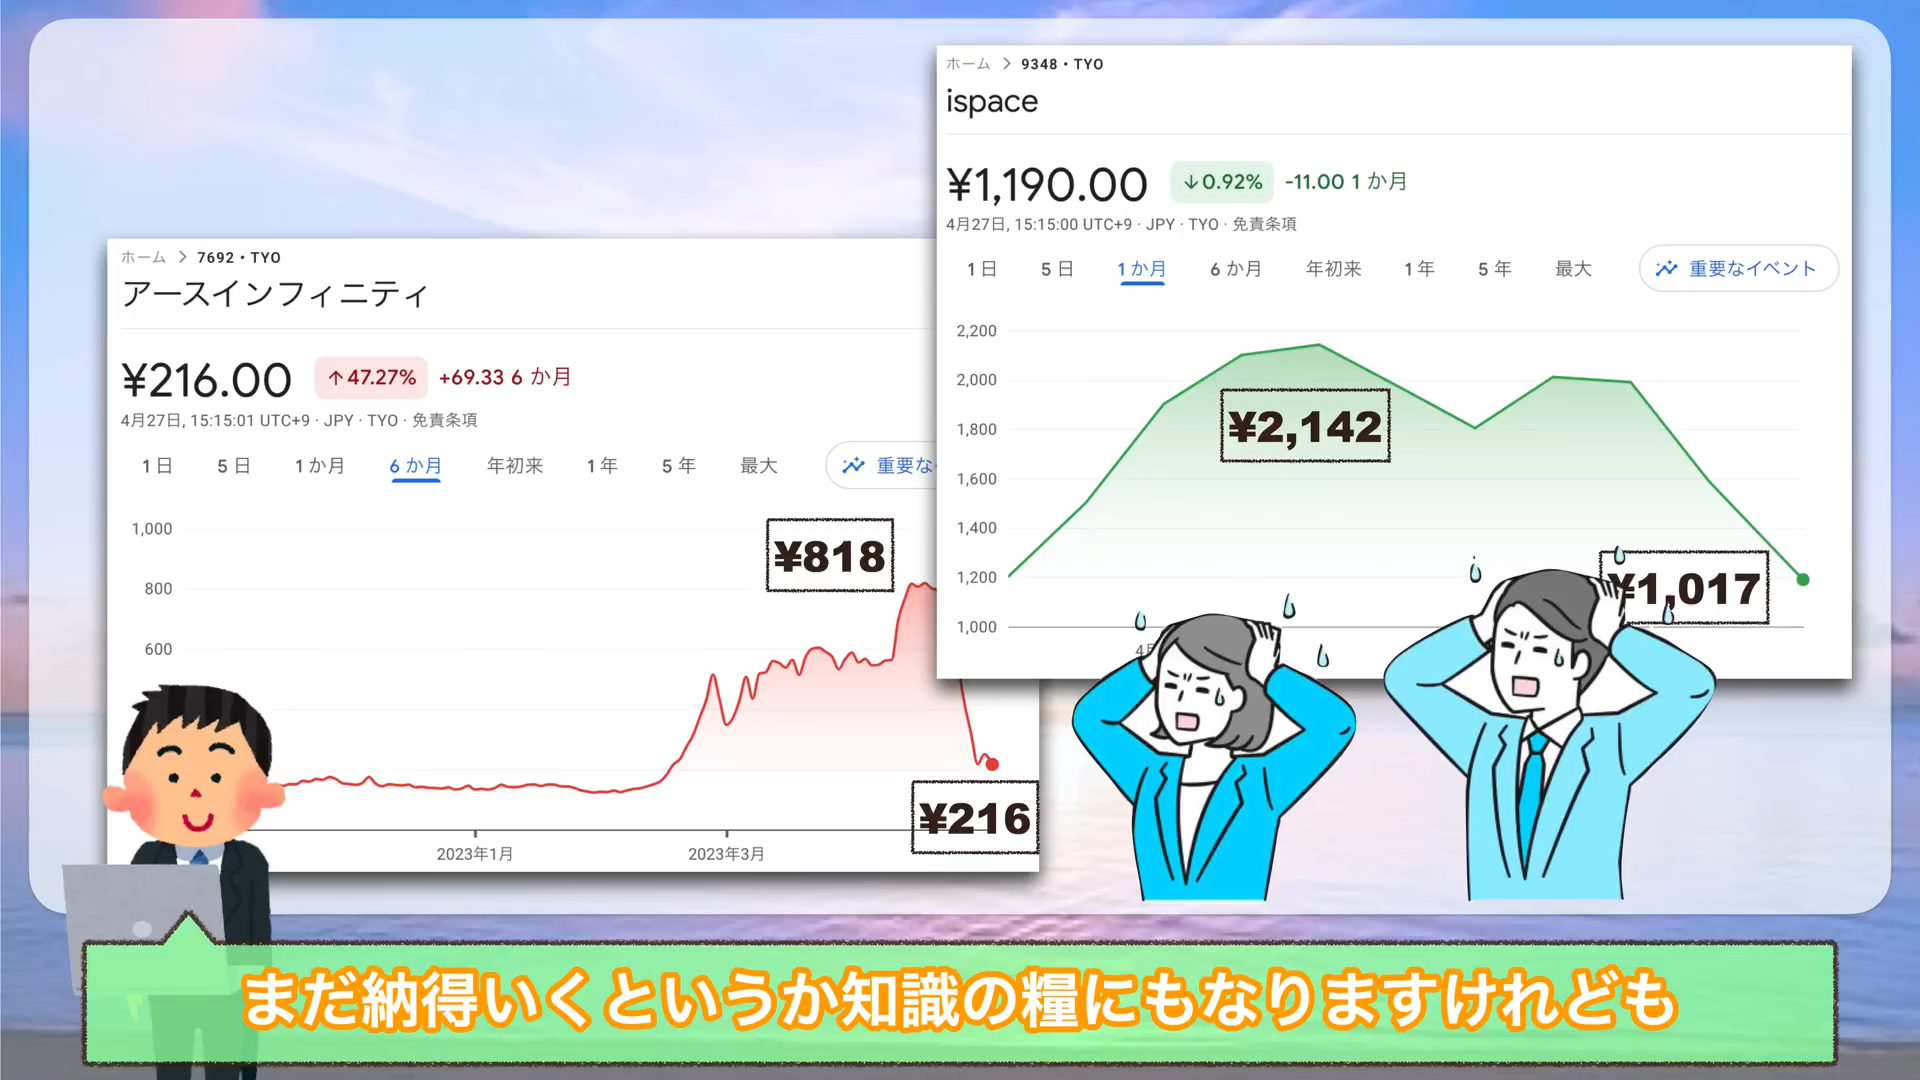 ホーム > 7692・TYO
アースインフィニティ
¥216.00 ↑47.27% +69.33 6 か月
4月27日, 15:15:01 UTC+9 · JPY · TYO · 免責条項
1日 5日 1か月 6か月 年初来 1年 5年 最大 重要な
1,000
800
600
¥818
¥216
2023年1月 2023年3月
ホーム > 9348・TYO
ispace
¥1,190.00 ↓0.92% -11.00 1 か月
4月27日, 15:15:00 UTC+9 · JPY · TYO · 免責条項
1日 5日 1か月 6か月 年初来 1年 5年 最大 重要なイベント
2,200
2,000
1,800
1,600
1,400
1,200
1,000
¥2,142
¥1,017
4月
まだ納得いくというか知識の糧にもなりますけれども